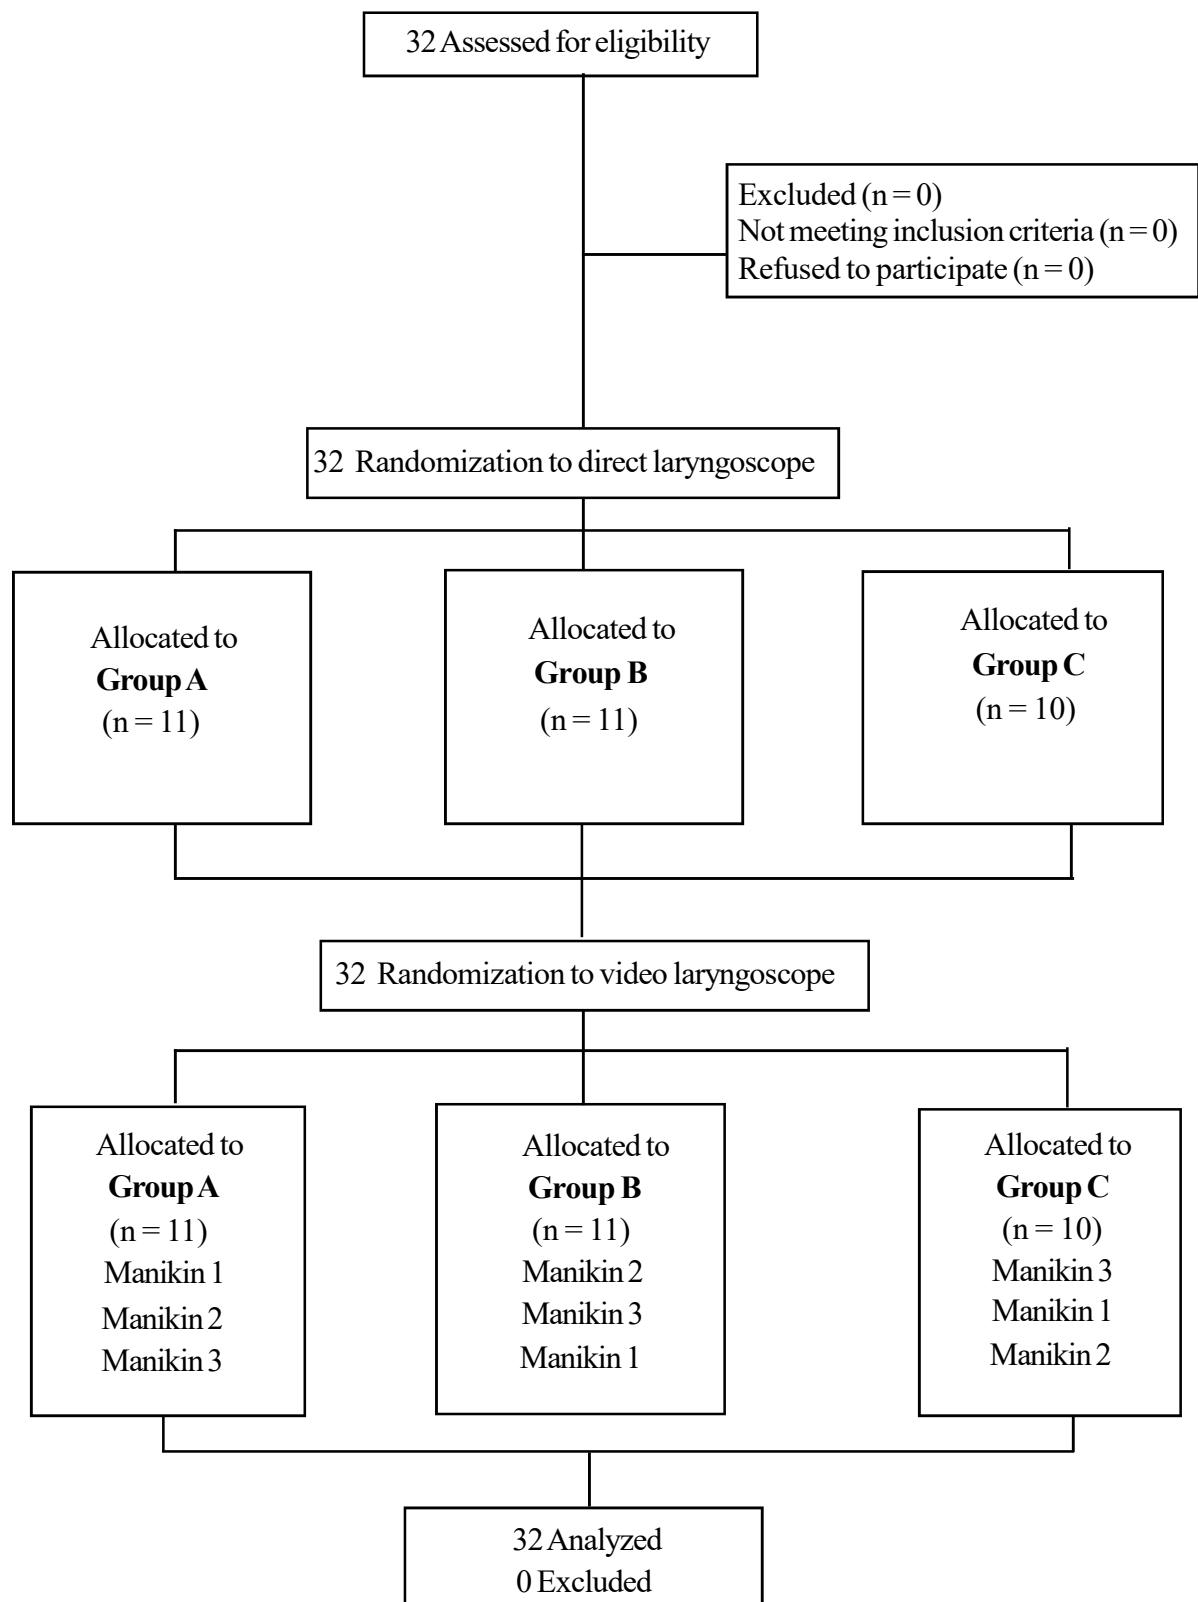 32 Assessed for eligibility
Excluded (n = 0)
Not meeting inclusion criteria (n = 0)
Refused to participate (n = 0)
32 Randomization to direct laryngoscope
Allocated to
Group A
(n = 11)
Allocated to
Group B
(n = 11)
Allocated to
Group C
(n = 10)
32 Randomization to video laryngoscope
Allocated to
Group A
(n = 11)
Manikin 1
Manikin 2
Manikin 3
Allocated to
Group B
(n = 11)
Manikin 2
Manikin 3
Manikin 1
Allocated to
Group C
(n = 10)
Manikin 3
Manikin 1
Manikin 2
32 Analyzed
0 Excluded